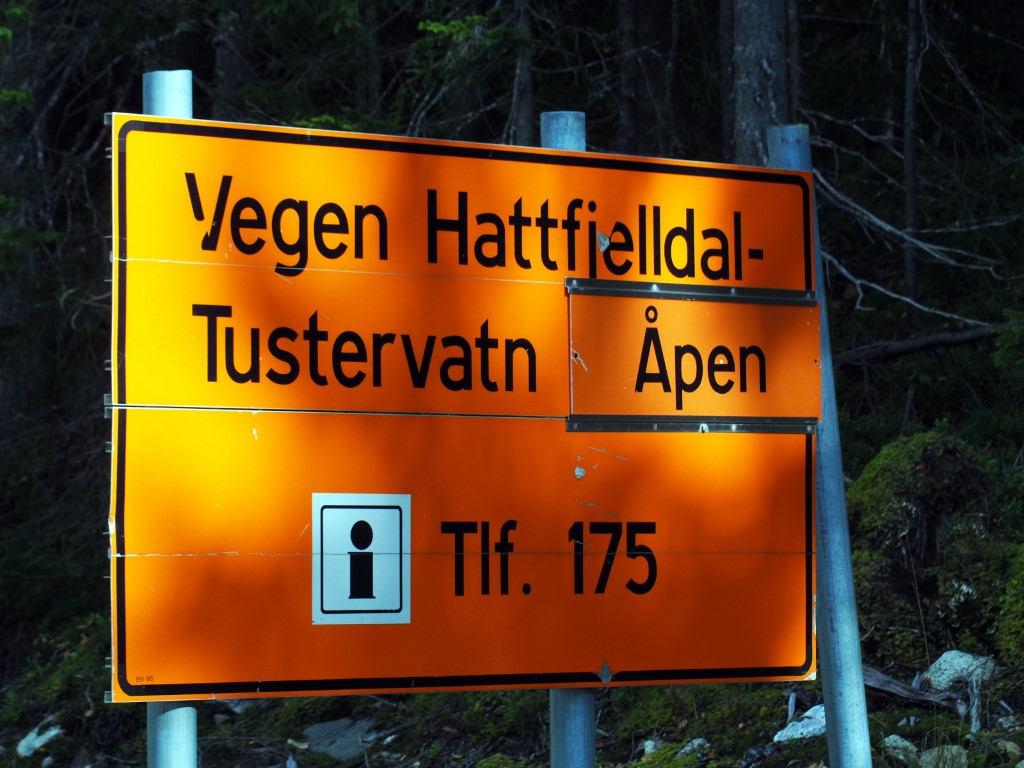 Vegen Hattfjelldal-
Tustervatn Åpen
i Tlf. 175